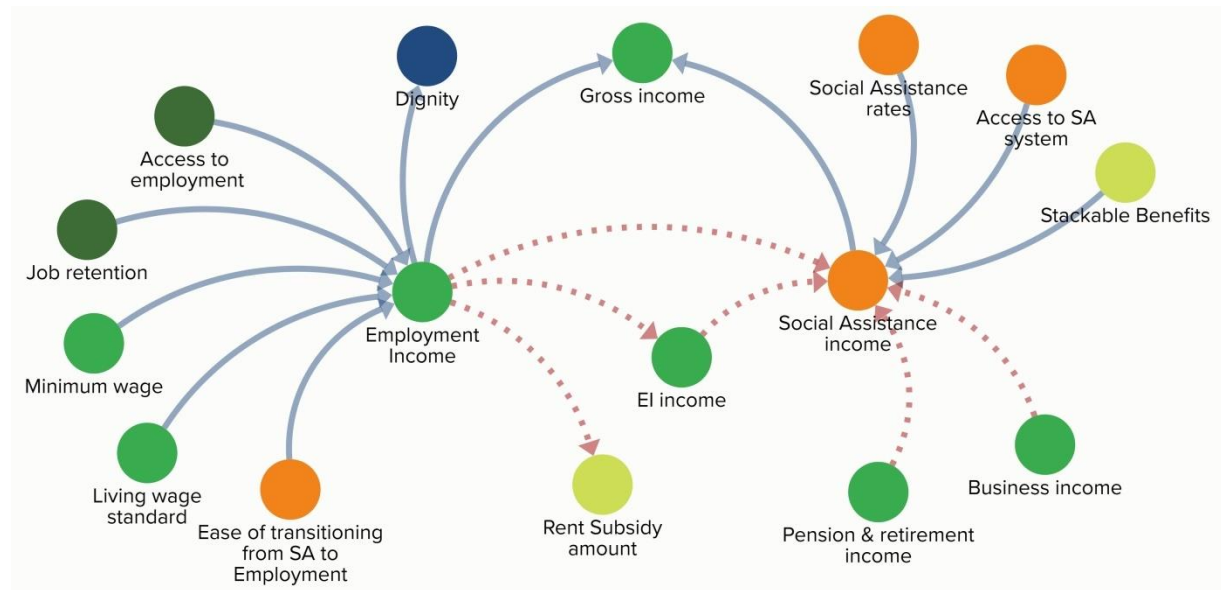 Dignity
Gross income
Social Assistance
rates
Access to SA
system
Access to
employment
Stackable Benefits
Job retention
Employment
Income
Social Assistance
income
Minimum wage
EI income
Living wage
standard
Ease of transitioning
from SA to
Employment
Rent Subsidy
amount
Pension & retirement
income
Business income